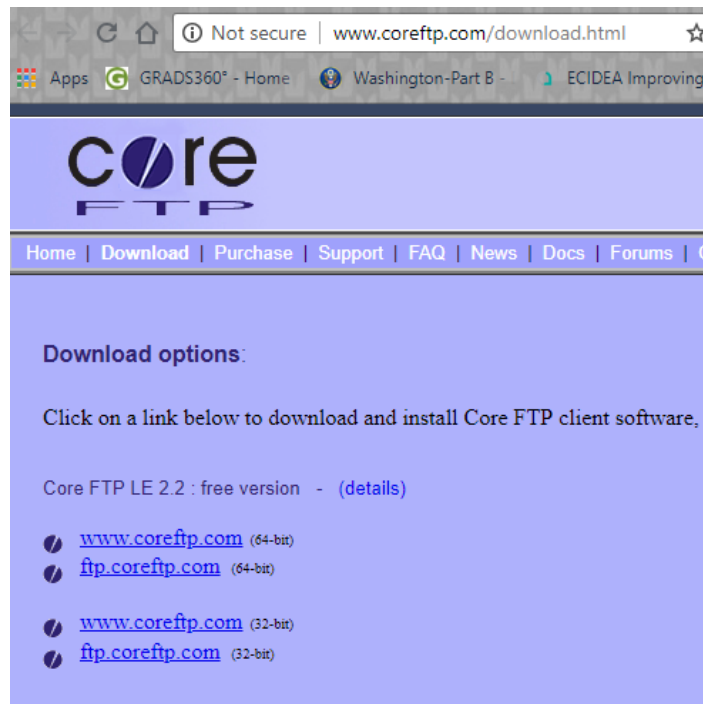 Not secure | www.coreftp.com/download.html
Apps G GRADS360° - Home Washington-Part B - ECIDEA Improving
core
FTP
Home | Download | Purchase | Support | FAQ | News | Docs | Forums |
Download options:
Click on a link below to download and install Core FTP client software,
Core FTP LE 2.2 : free version - (details)
www.coreftp.com (64-bit)
ftp.coreftp.com (64-bit)
www.coreftp.com (32-bit)
ftp.coreftp.com (32-bit)